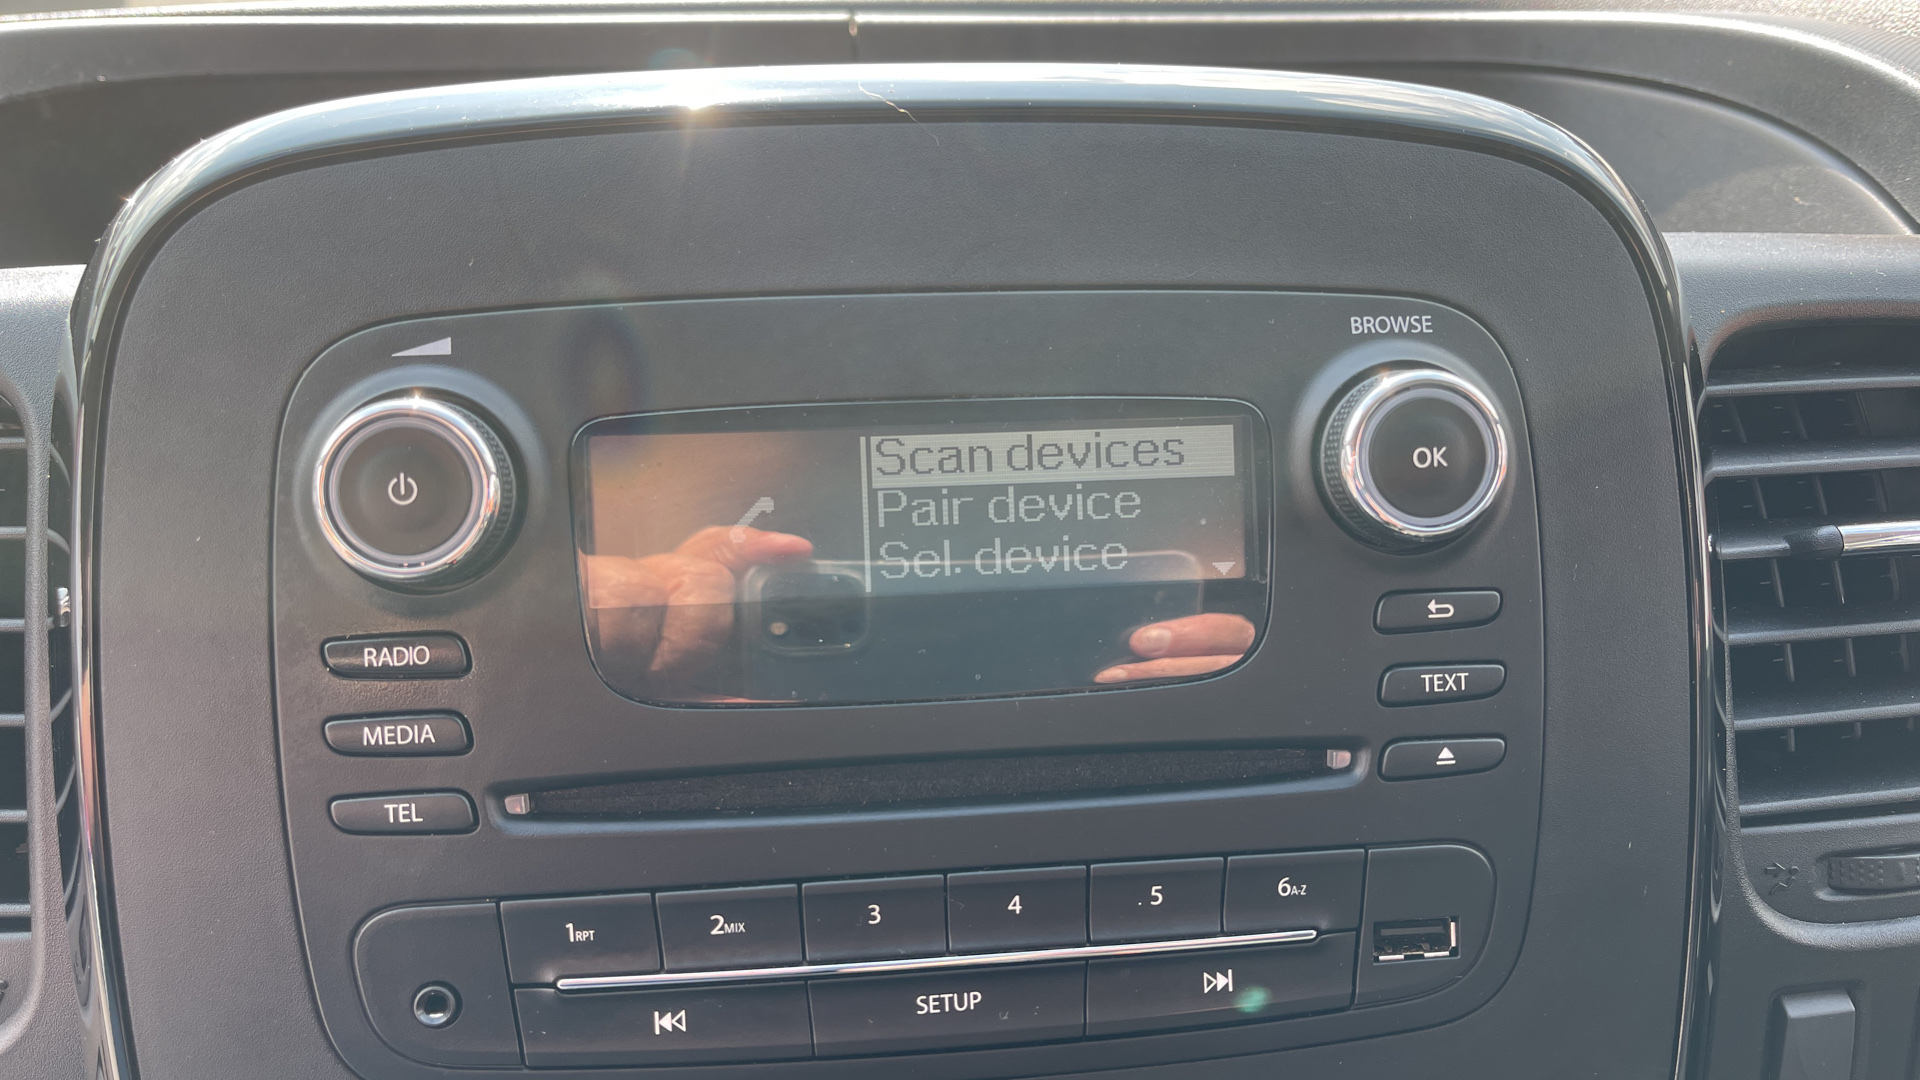 BROWSE
Scan devices
Pair device
Sel. device
OK
RADIO
MEDIA
TEL
TEXT
1RPT
2MIX
3
4
5
6A-Z
SETUP